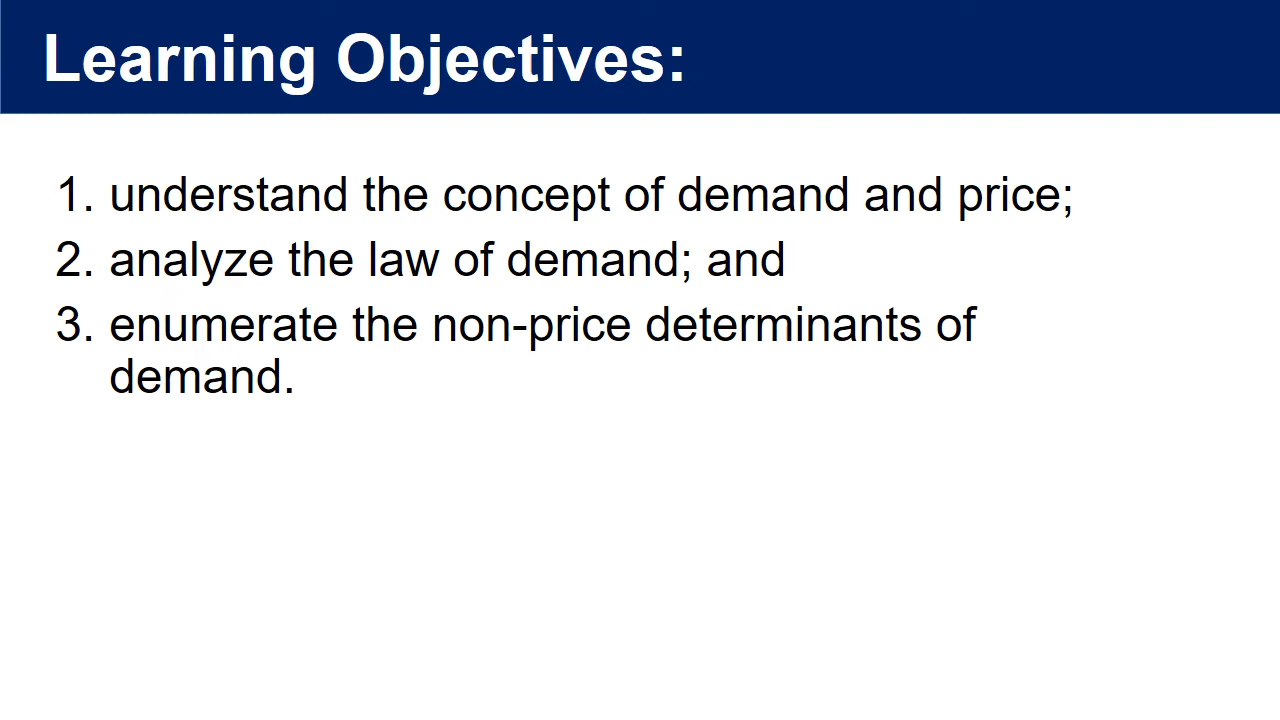 Learning Objectives:
1. understand the concept of demand and price;
2. analyze the law of demand; and
3. enumerate the non-price determinants of
demand.